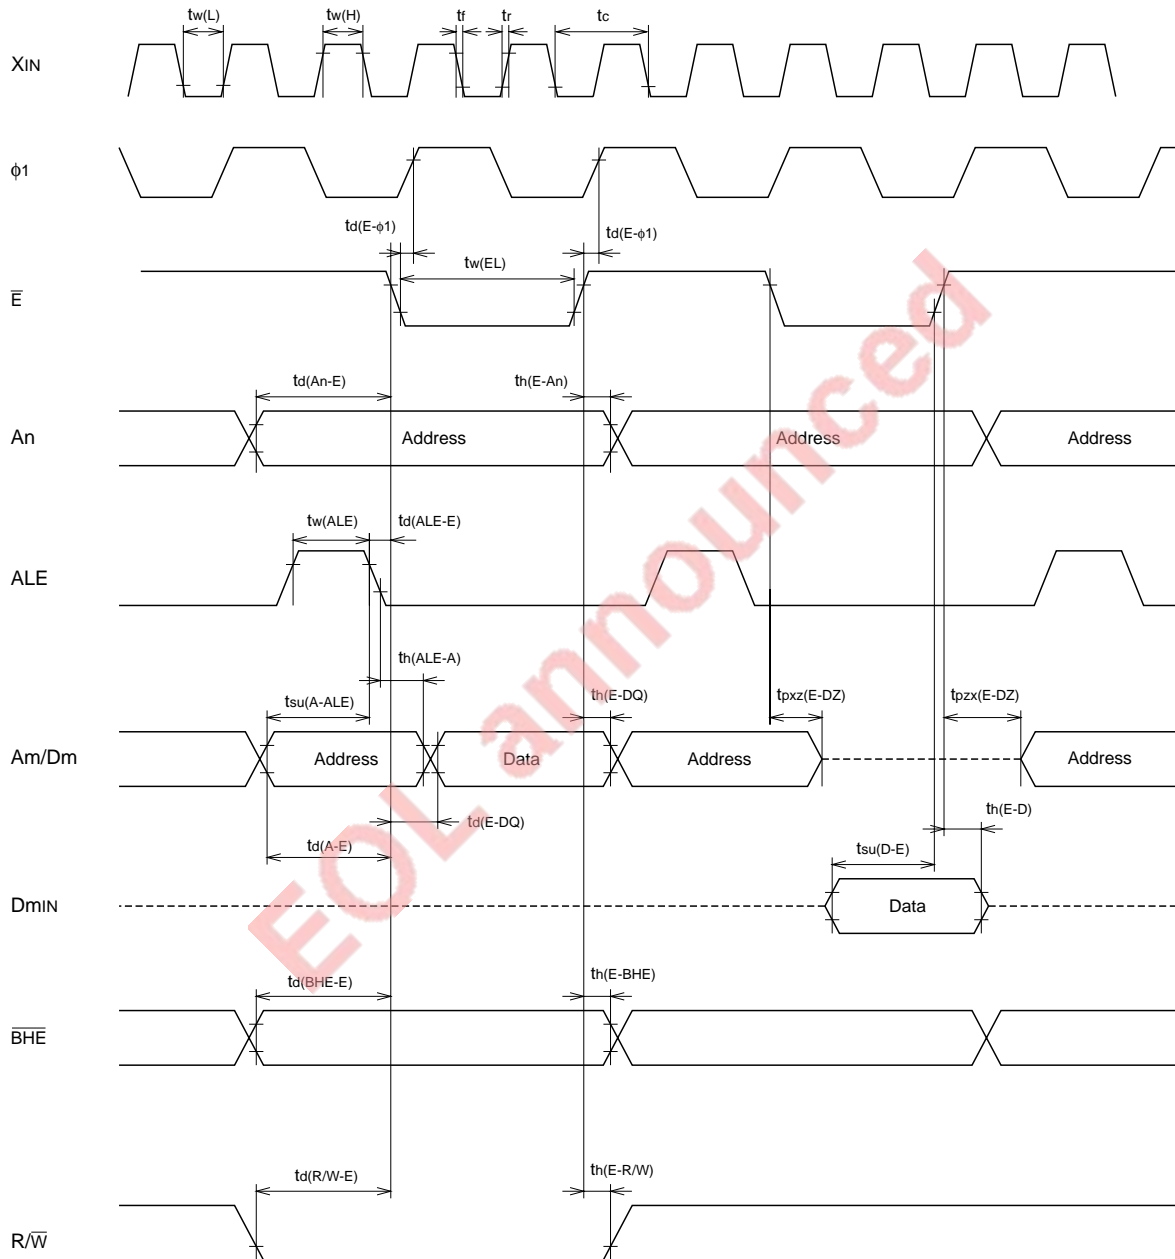 tw(L) tw(H) tf tr tc
XIN
ϕ1
td(E-ϕ1) td(E-ϕ1)
tw(EL)
E̅
td(An-E) th(E-An)
An Address Address Address
tw(ALE) td(ALE-E)
ALE
th(ALE-A)
tsu(A-ALE) th(E-DQ) tpxz(E-DZ) tpzx(E-DZ)
Am/Dm Address Data Address Address
td(E-DQ) th(E-D)
td(A-E) tsu(D-E)
DmIN Data
td(BHE-E) th(E-BHE)
B̅H̅E̅
td(R/W-E) th(E-R/W)
R/W̅
EOL announced